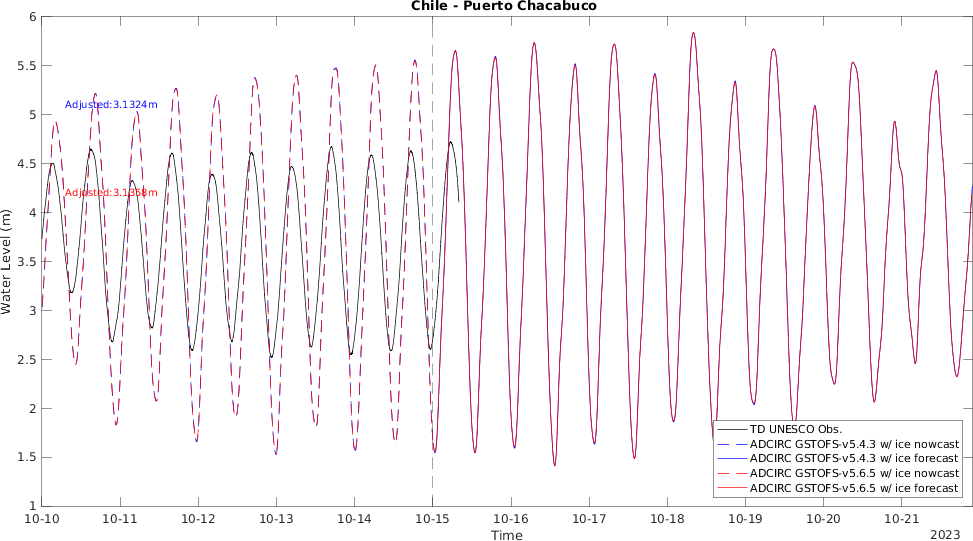 Chile - Puerto Chacabuco
6
5.5
5
4.5
4
3.5
3
2.5
2
1.5
1
Water Level (m)
Adjusted:3.1324m
Adjusted:3.1358m
TD UNESCO Obs.
ADCIRC GSTOFS-v5.4.3 w/ ice nowcast
ADCIRC GSTOFS-v5.4.3 w/ ice forecast
ADCIRC GSTOFS-v5.6.5 w/ ice nowcast
ADCIRC GSTOFS-v5.6.5 w/ ice forecast
10-10 10-11 10-12 10-13 10-14 10-15 10-16 10-17 10-18 10-19 10-20 10-21
Time
2023